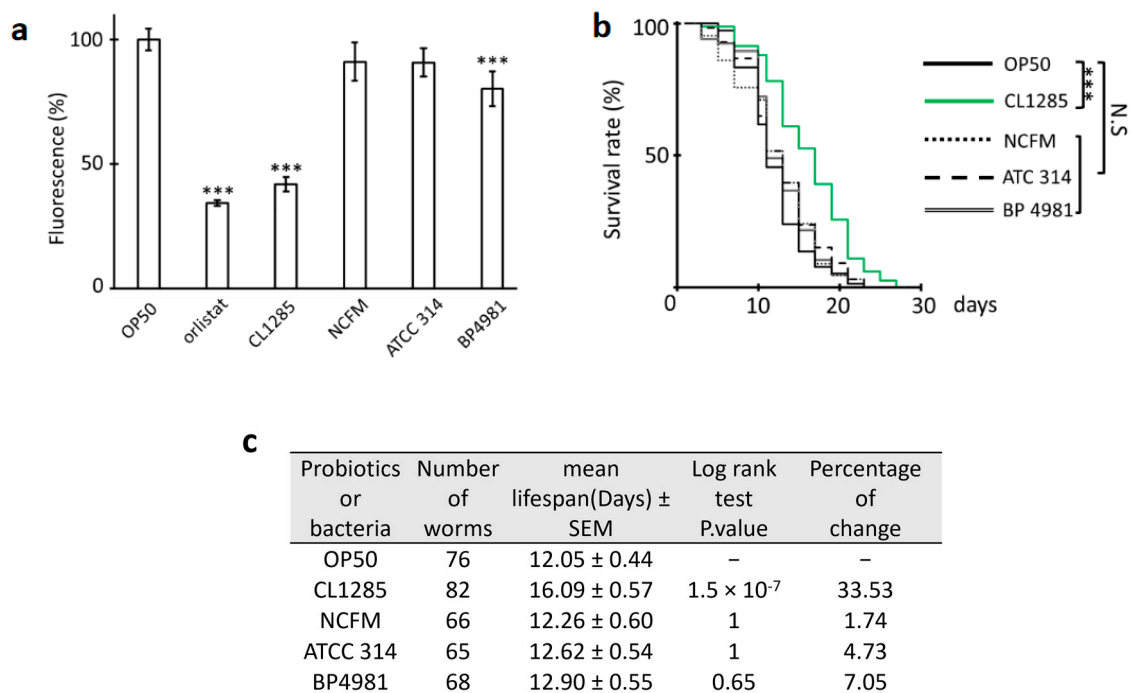 a
Fluorescence (%)
100
50
0
***
***
***
OP50
orlistat
CL1285
NCFM
ATCC 314
BP4981
b
Survival rate (%)
100
50
0
10
20
30
days
OP50
CL1285
NCFM
ATC 314
BP 4981
***
N.S
c
Probiotics or bacteria
Number of worms
mean lifespan(Days) ± SEM
Log rank test P.value
Percentage of change
OP50 76 12.05 ± 0.44 – –
CL1285 82 16.09 ± 0.57 1.5 × 10⁻⁷ 33.53
NCFM 66 12.26 ± 0.60 1 1.74
ATCC 314 65 12.62 ± 0.54 1 4.73
BP4981 68 12.90 ± 0.55 0.65 7.05